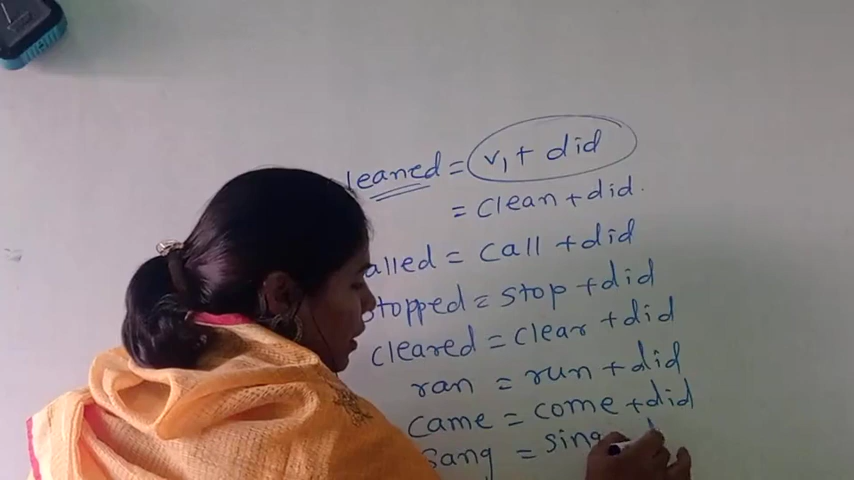 leaned = V₁ + did
= clean + did.
alled = call + did
stopped = stop + did
cleared = clear + did
ran = run + did
came = come + did
sang = sing